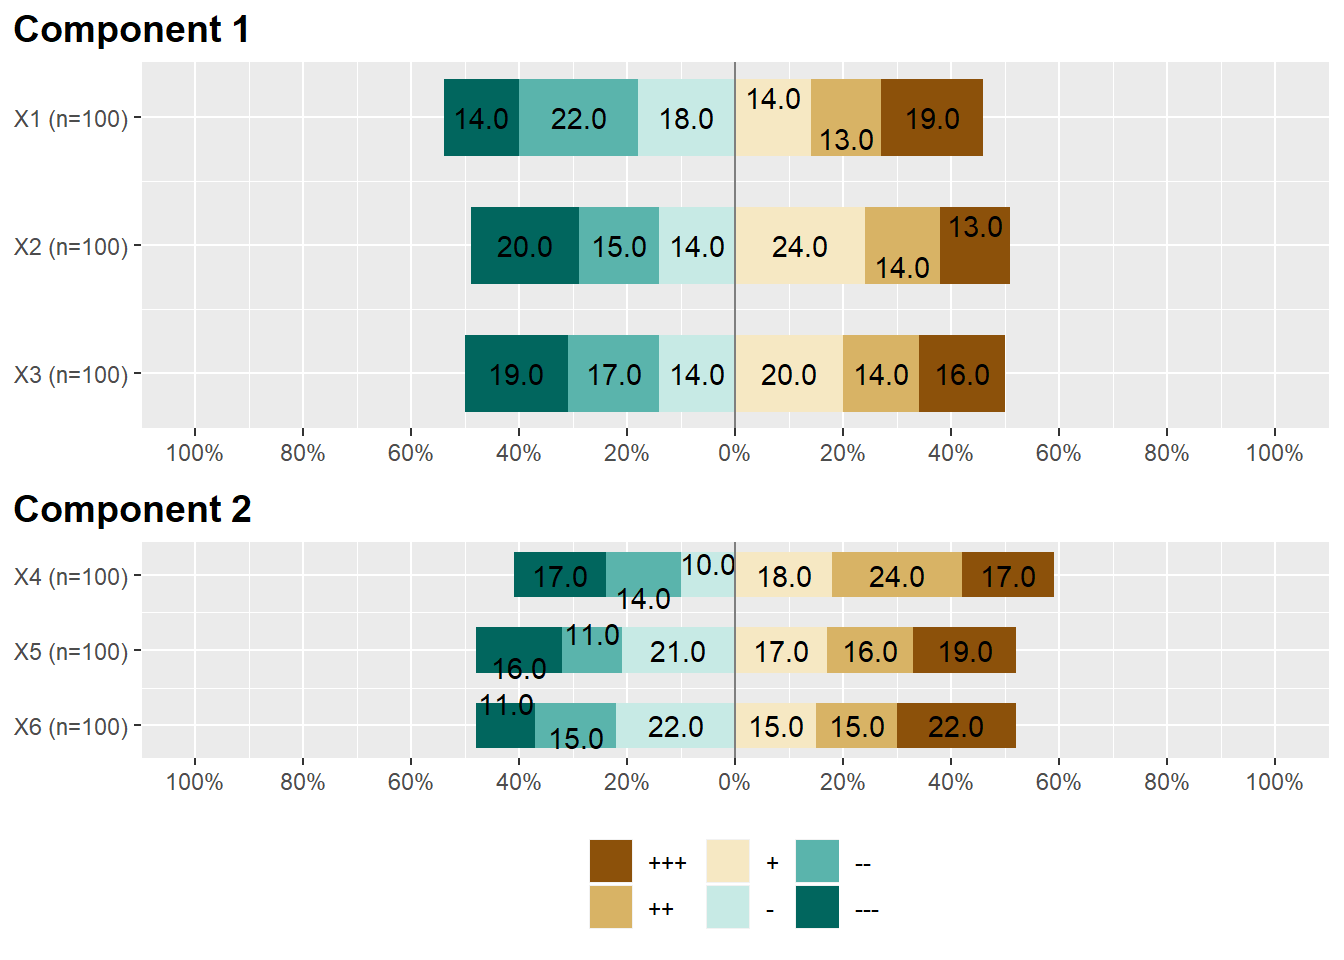 Component 1
X1 (n=100) 14.0 22.0 18.0 14.0 13.0 19.0
X2 (n=100) 20.0 15.0 14.0 24.0 14.0 13.0
X3 (n=100) 19.0 17.0 14.0 20.0 14.0 16.0
100% 80% 60% 40% 20% 0% 20% 40% 60% 80% 100%
Component 2
X4 (n=100) 17.0 14.0 10.0 18.0 24.0 17.0
X5 (n=100) 16.0 11.0 21.0 17.0 16.0 19.0
X6 (n=100) 11.0 15.0 22.0 15.0 15.0 22.0
100% 80% 60% 40% 20% 0% 20% 40% 60% 80% 100%
+++ + --
++ - ---